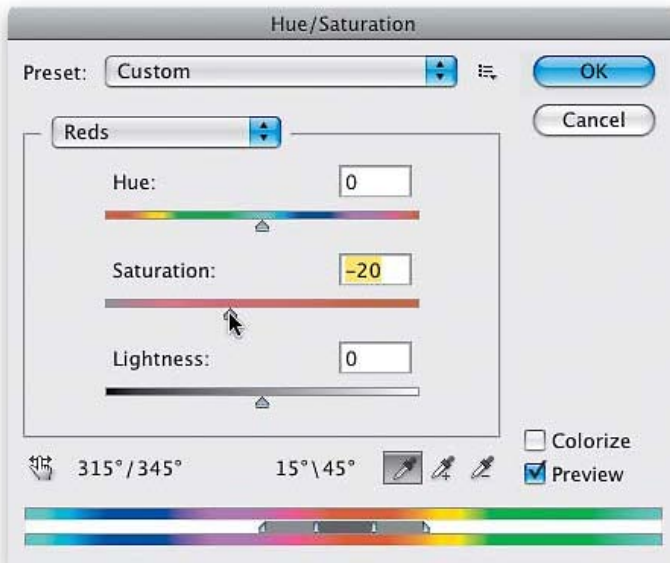 Hue/Saturation
Preset: Custom
OK
Cancel
Reds
Hue: 0
Saturation: -20
Lightness: 0
Colorize
315°/345° 15°\45°
Preview